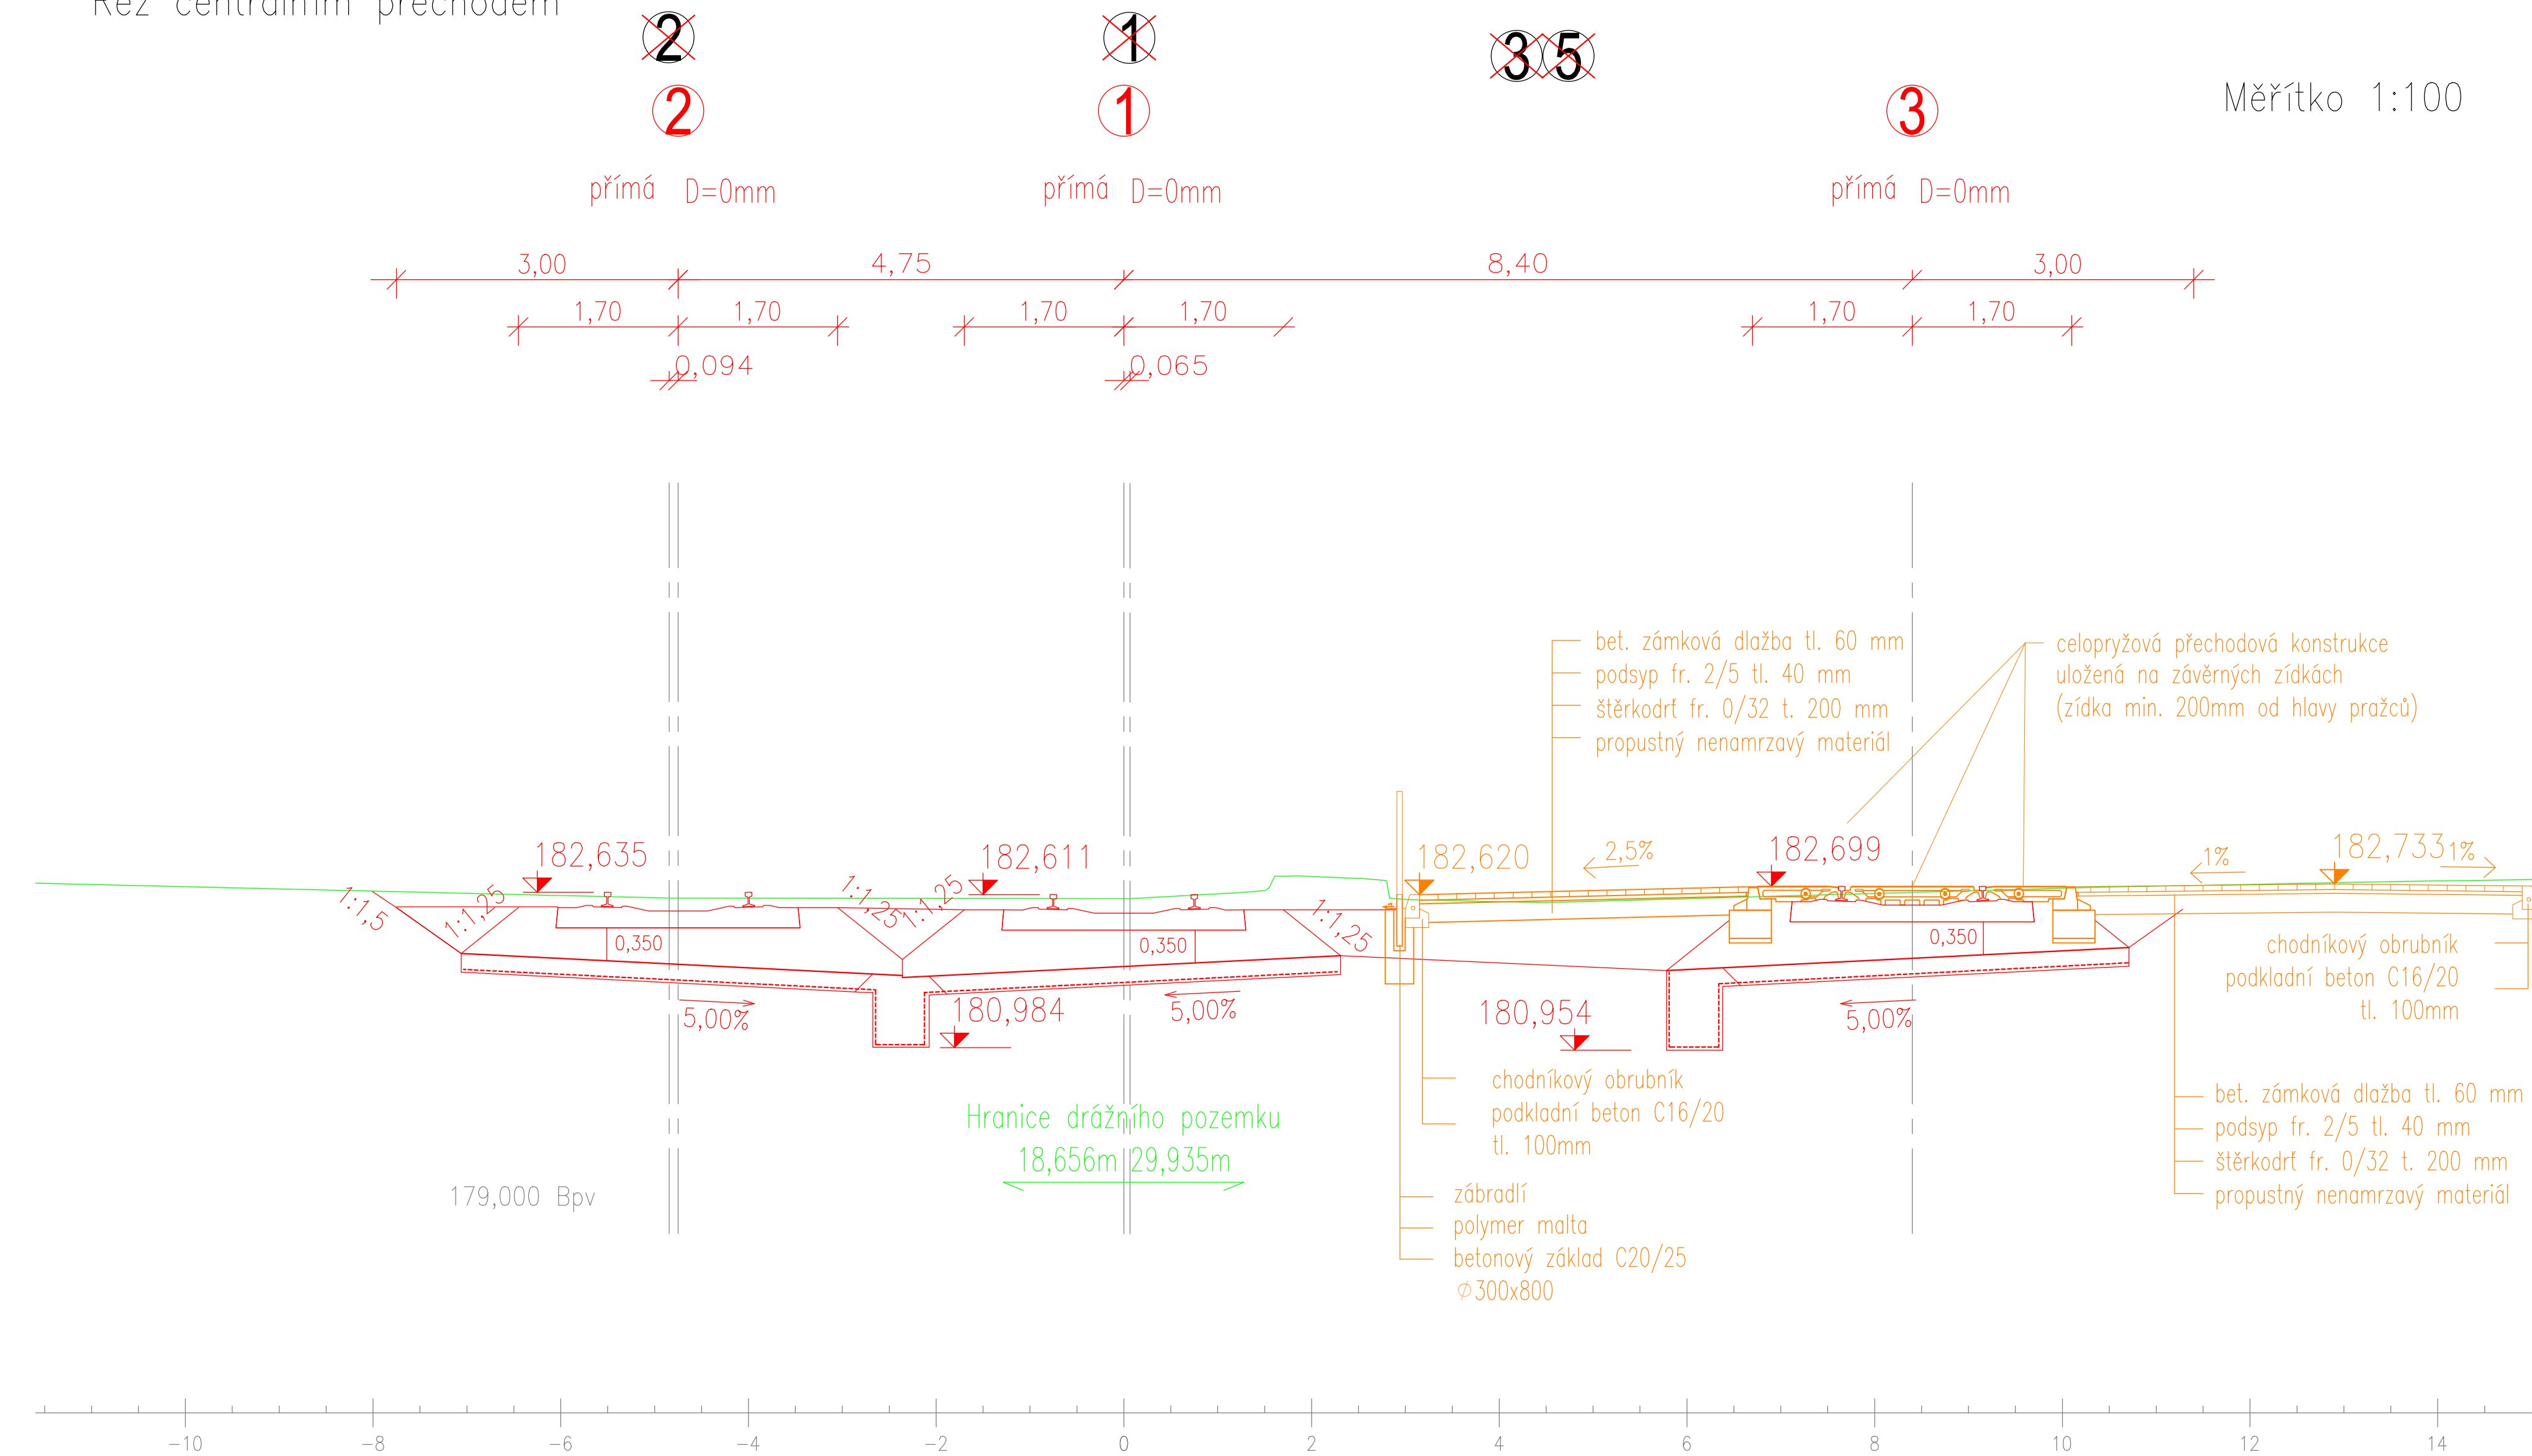 Řez centrálním přechodem
2 1 3 5
Měřítko 1:100
2 1 3
přímá D=0mm přímá D=0mm přímá D=0mm
3,00 4,75 8,40 3,00
1,70 1,70 1,70 1,70 1,70 1,70
0,094 0,065
bet. zámková dlažba tl. 60 mm
podsyp fr. 2/5 tl. 40 mm
štěrkodrť fr. 0/32 t. 200 mm
propustný nenamrzavý materiál
celopryžová přechodová konstrukce
uložená na závěrných zídkách
(zídka min. 200mm od hlavy pražců)
182,635 182,611 182,620 2,5% 182,699 1% 182,733 1%
1:1,5 1:1,25 1:1,25 1:1,25 1:1,25
0,350 0,350 0,350
5,00% 180,984 5,00% 180,954 5,00%
chodníkový obrubník
podkladní beton C16/20
tl. 100mm
chodníkový obrubník
podkladní beton C16/20
tl. 100mm
Hranice drážního pozemku
18,656m 29,935m
bet. zámková dlažba tl. 60 mm
podsyp fr. 2/5 tl. 40 mm
štěrkodrť fr. 0/32 t. 200 mm
propustný nenamrzavý materiál
179,000 Bpv
zábradlí
polymer malta
betonový základ C20/25
∅300x800
-10 -8 -6 -4 -2 0 2 4 6 8 10 12 14